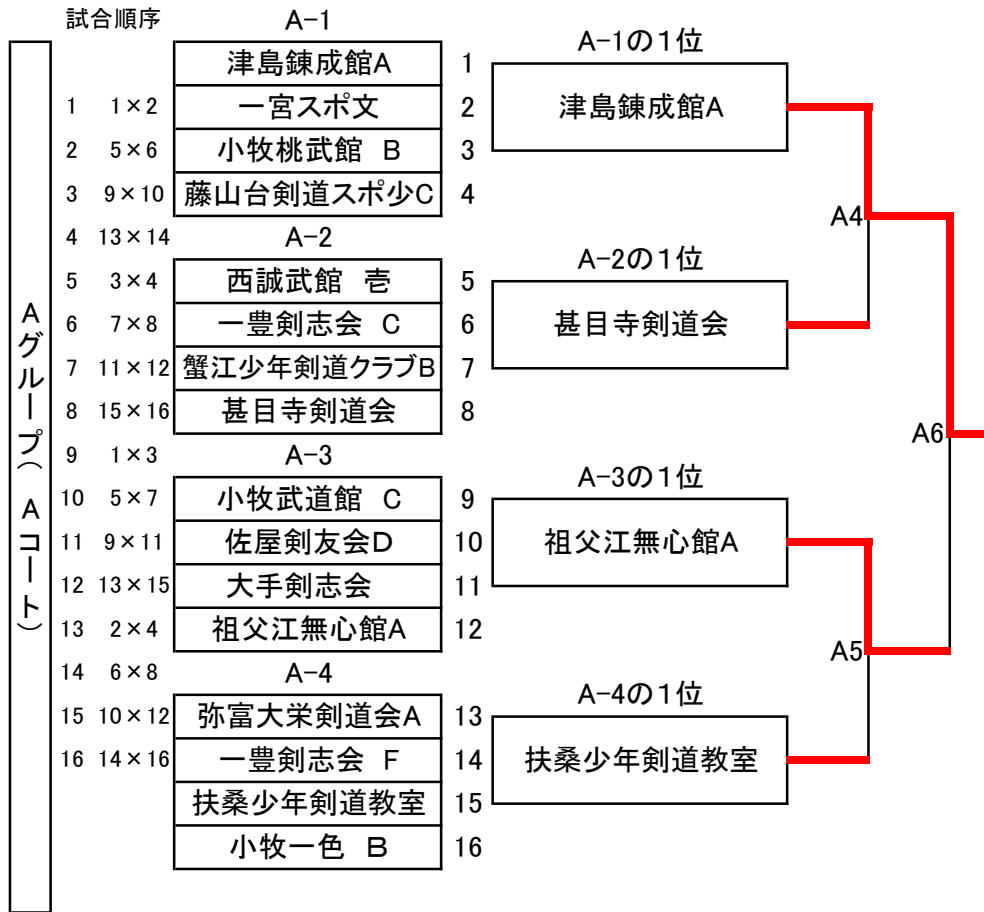 試合順序 A-1
津島錬成館A 1 A-1の1位
1 1×2 一宮スポ文 2 津島錬成館A
2 5×6 小牧桃武館 B 3
3 9×10 藤山台剣道スポ少C 4
A4
4 13×14 A-2
5 3×4 西誠武館 壱 5 A-2の1位
6 7×8 一豊剣志会 C 6 甚目寺剣道会
7 11×12 蟹江少年剣道クラブB 7
8 15×16 甚目寺剣道会 8
A6
9 1×3 A-3
10 5×7 小牧武道館 C 9 A-3の1位
11 9×11 佐屋剣友会D 10 祖父江無心館A
12 13×15 大手剣志会 11
13 2×4 祖父江無心館A 12
A5
14 6×8 A-4
15 10×12 弥富大栄剣道会A 13 A-4の1位
16 14×16 一豊剣志会 F 14 扶桑少年剣道教室
扶桑少年剣道教室 15
小牧一色 B 16
Aグループ(Aコート)